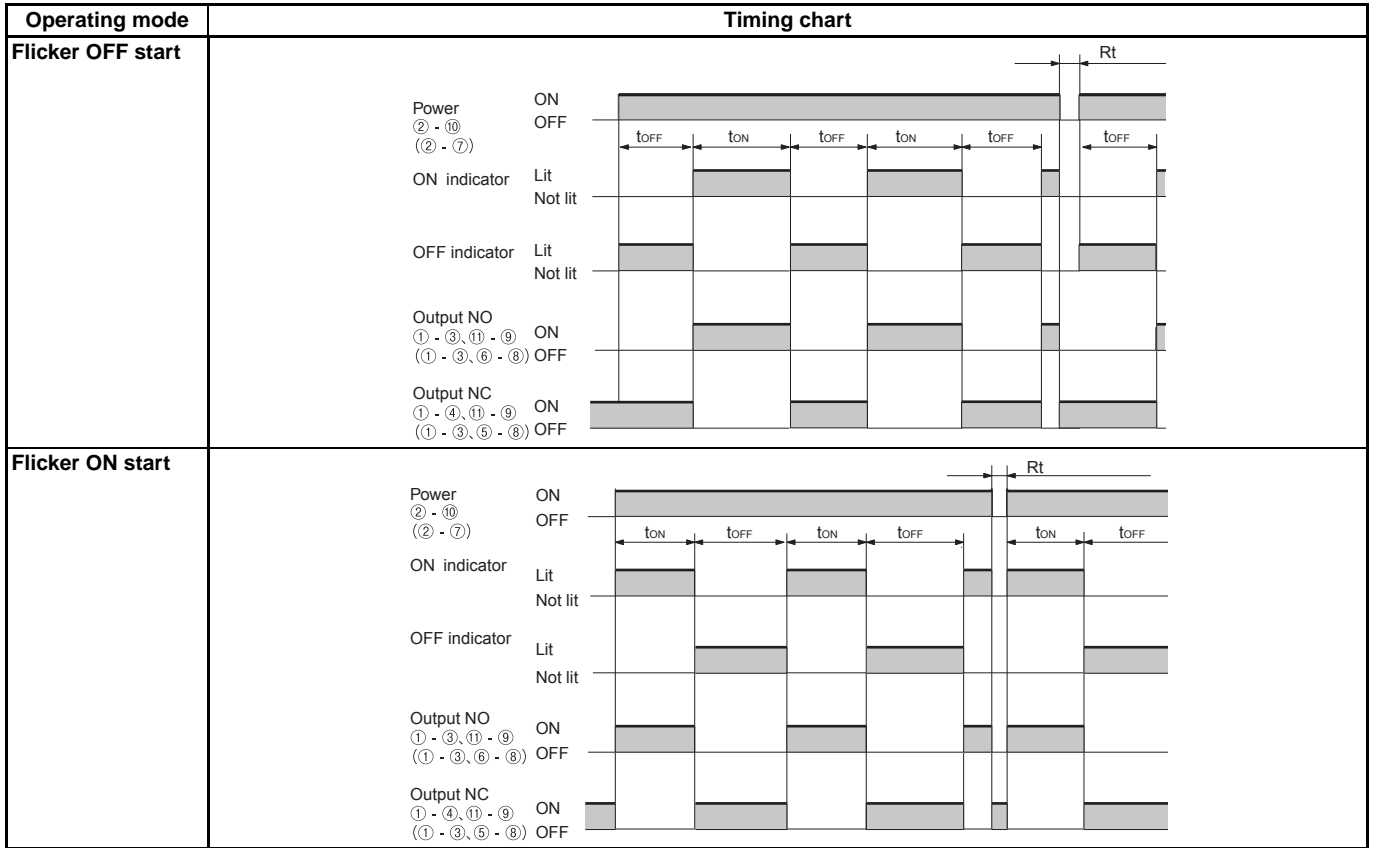 Operating mode Timing chart
Flicker OFF start
Rt
Power ON
② - ⑩ OFF
(② - ⑦)
tOFF tON tOFF tON tOFF tOFF
ON indicator Lit
Not lit
OFF indicator Lit
Not lit
Output NO
① - ③、⑪ - ⑨ ON
(① - ③、⑥ - ⑧) OFF
Output NC
① - ④、⑪ - ⑨ ON
(① - ③、⑤ - ⑧) OFF
Flicker ON start
Rt
Power ON
② - ⑩ OFF
(② - ⑦)
tON tOFF tON tOFF tON tOFF
ON indicator Lit
Not lit
OFF indicator Lit
Not lit
Output NO
① - ③、⑪ - ⑨ ON
(① - ③、⑥ - ⑧) OFF
Output NC
① - ④、⑪ - ⑨ ON
(① - ③、⑤ - ⑧) OFF